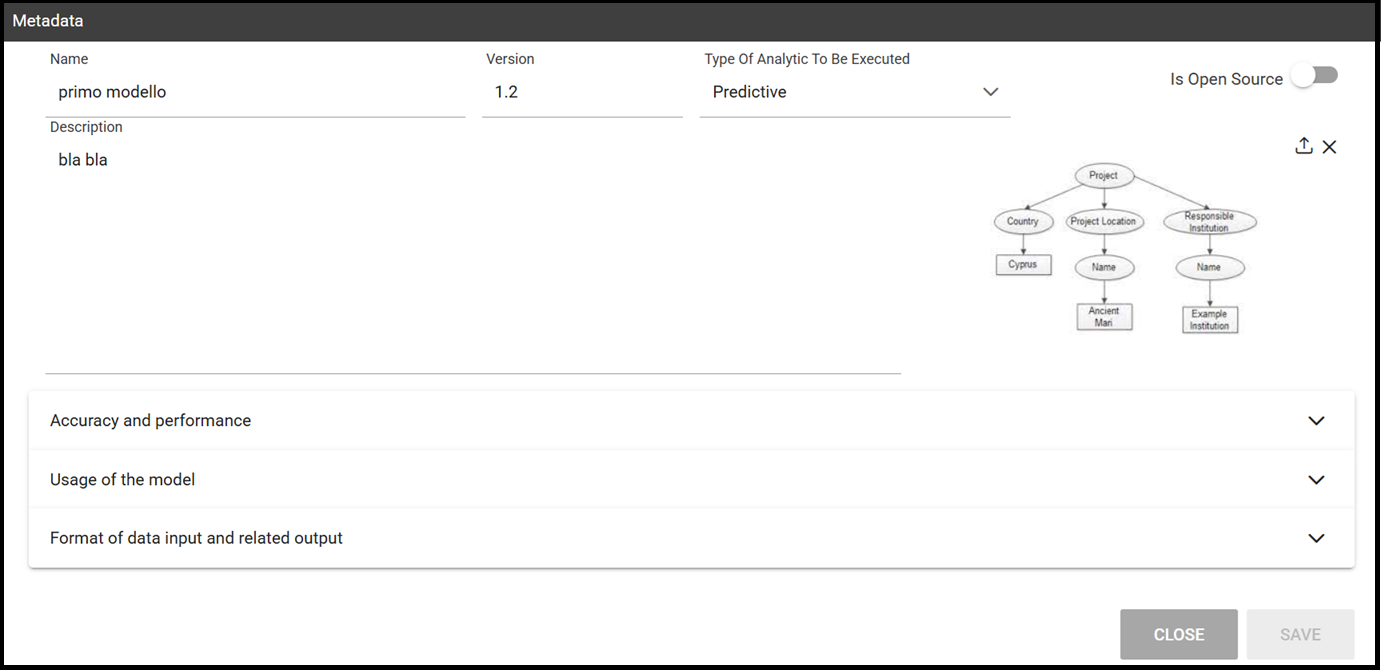 Metadata
Name
Version
Type Of Analytic To Be Executed
primo modello
1.2
Predictive
Is Open Source
Description
bla bla
Project
Country
Project Location
Responsible
Institution
Cyprus
Name
Name
Ancient
Mari
Example
Institution
Accuracy and performance
Usage of the model
Format of data input and related output
CLOSE
SAVE